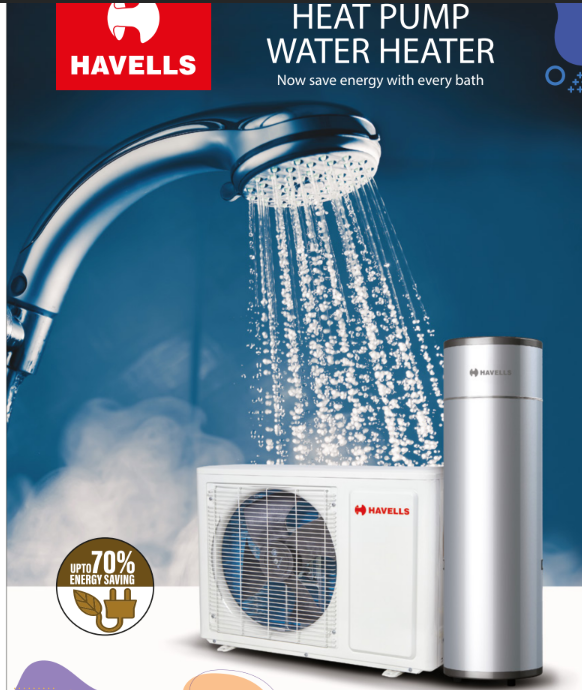 HAVELLS
HEAT PUMP
WATER HEATER
Now save energy with every bath
HAVELLS
HAVELLS
UPTO 70%
ENERGY SAVING